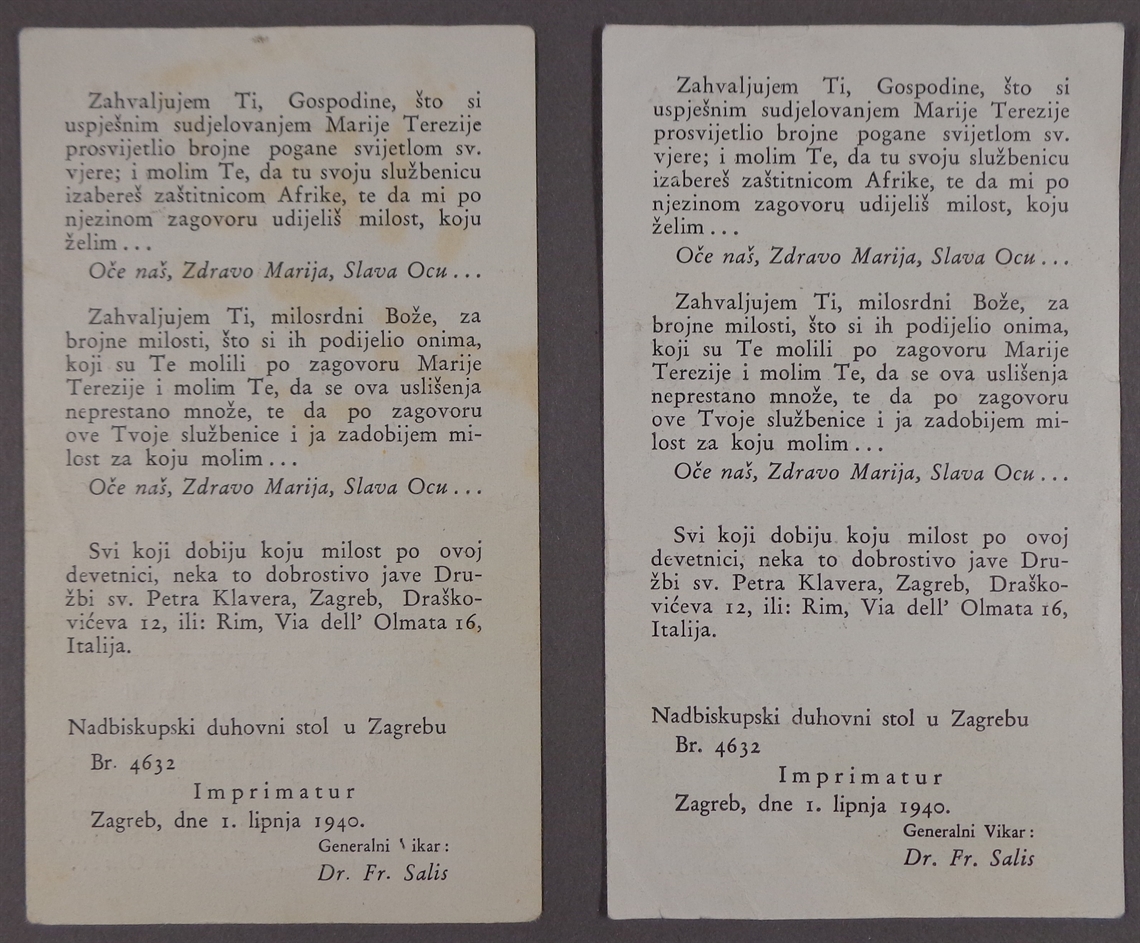 Zahvaljujem Ti, Gospodine, što si
uspješnim sudjelovanjem Marije Terezije
prosvijetlio brojne pogane svijetlom sv.
vjere; i molim Te, da tu svoju službenicu
izabereš zaštitnicom Afrike, te da mi po
njezinom zagovoru udijeliš milost, koju
želim...
Oče naš, Zdravo Marija, Slava Ocu...
Zahvaljujem Ti, milosrdni Bože, za
brojne milosti, što si ih podijelio onima,
koji su Te molili po zagovoru Marije
Terezije i molim Te, da se ova uslišenja
neprestano množe, te da po zagovoru
ove Tvoje službenice i ja zadobijem mi-
lost za koju molim...
Oče naš, Zdravo Marija, Slava Ocu...
Svi koji dobiju koju milost po ovoj
devetnici, neka to dobrostivo jave Dru-
žbi sv. Petra Klavera, Zagreb, Draško-
vićeva 12, ili: Rim, Via dell' Olmata 16,
Italija.
Nadbiskupski duhovni stol u Zagrebu
Br. 4632
Imprimatur
Zagreb, dne 1. lipnja 1940.
Generalni Vikar:
Dr. Fr. Salis
Zahvaljujem Ti, Gospodine, što si
uspješnim sudjelovanjem Marije Terezije
prosvijetlio brojne pogane svijetlom sv.
vjere; i molim Te, da tu svoju službenicu
izabereš zaštitnicom Afrike, te da mi po
njezinom zagovoru udijeliš milost, koju
želim...
Oče naš, Zdravo Marija, Slava Ocu...
Zahvaljujem Ti, milosrdni Bože, za
brojne milosti, što si ih podijelio onima,
koji su Te molili po zagovoru Marije
Terezije i molim Te, da se ova uslišenja
neprestano množe, te da po zagovoru
ove Tvoje službenice i ja zadobijem mi-
lost za koju molim...
Oče naš, Zdravo Marija, Slava Ocu...
Svi koji dobiju koju milost po ovoj
devetnici, neka to dobrostivo jave Dru-
žbi sv. Petra Klavera, Zagreb, Draško-
vićeva 12, ili: Rim, Via dell' Olmata 16,
Italija.
Nadbiskupski duhovni stol u Zagrebu
Br. 4632
Imprimatur
Zagreb, dne 1. lipnja 1940.
Generalni Vikar:
Dr. Fr. Salis